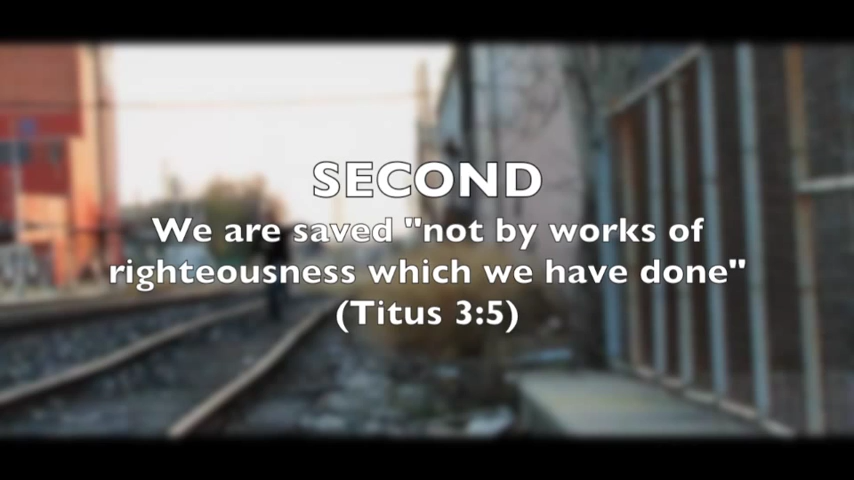 SECOND
We are saved "not by works of
righteousness which we have done"
(Titus 3:5)